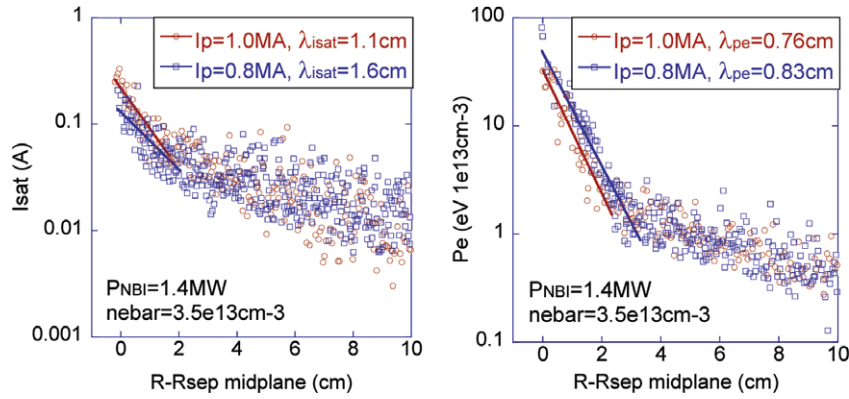 1
0.1
0.01
0.001
Isat (A)
Ip=1.0MA, λisat=1.1cm
Ip=0.8MA, λisat=1.6cm
PNBI=1.4MW
nebar=3.5e13cm-3
0 2 4 6 8 10
R-Rsep midplane (cm)
100
10
1
0.1
Pe (eV 1e13cm-3)
Ip=1.0MA, λpe=0.76cm
Ip=0.8MA, λpe=0.83cm
PNBI=1.4MW
nebar=3.5e13cm-3
0 2 4 6 8 10
R-Rsep midplane (cm)